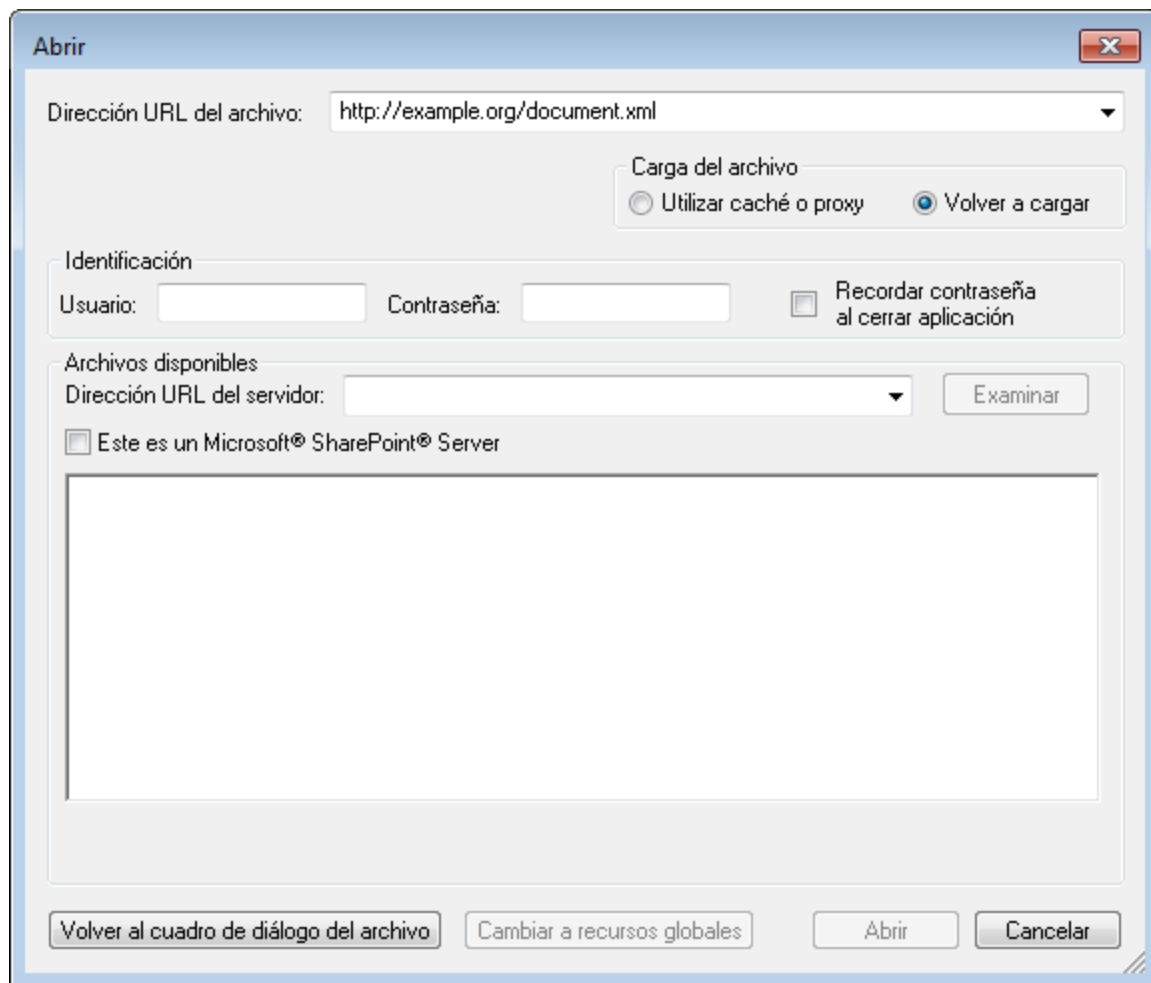 Abrir
Dirección URL del archivo: http://example.org/document.xml
Carga del archivo
Utilizar caché o proxy Volver a cargar
Identificación
Usuario: Contraseña: Recordar contraseña
al cerrar aplicación
Archivos disponibles
Dirección URL del servidor: Examinar
Este es un Microsoft® SharePoint® Server
Volver al cuadro de diálogo del archivo Cambiar a recursos globales Abrir Cancelar